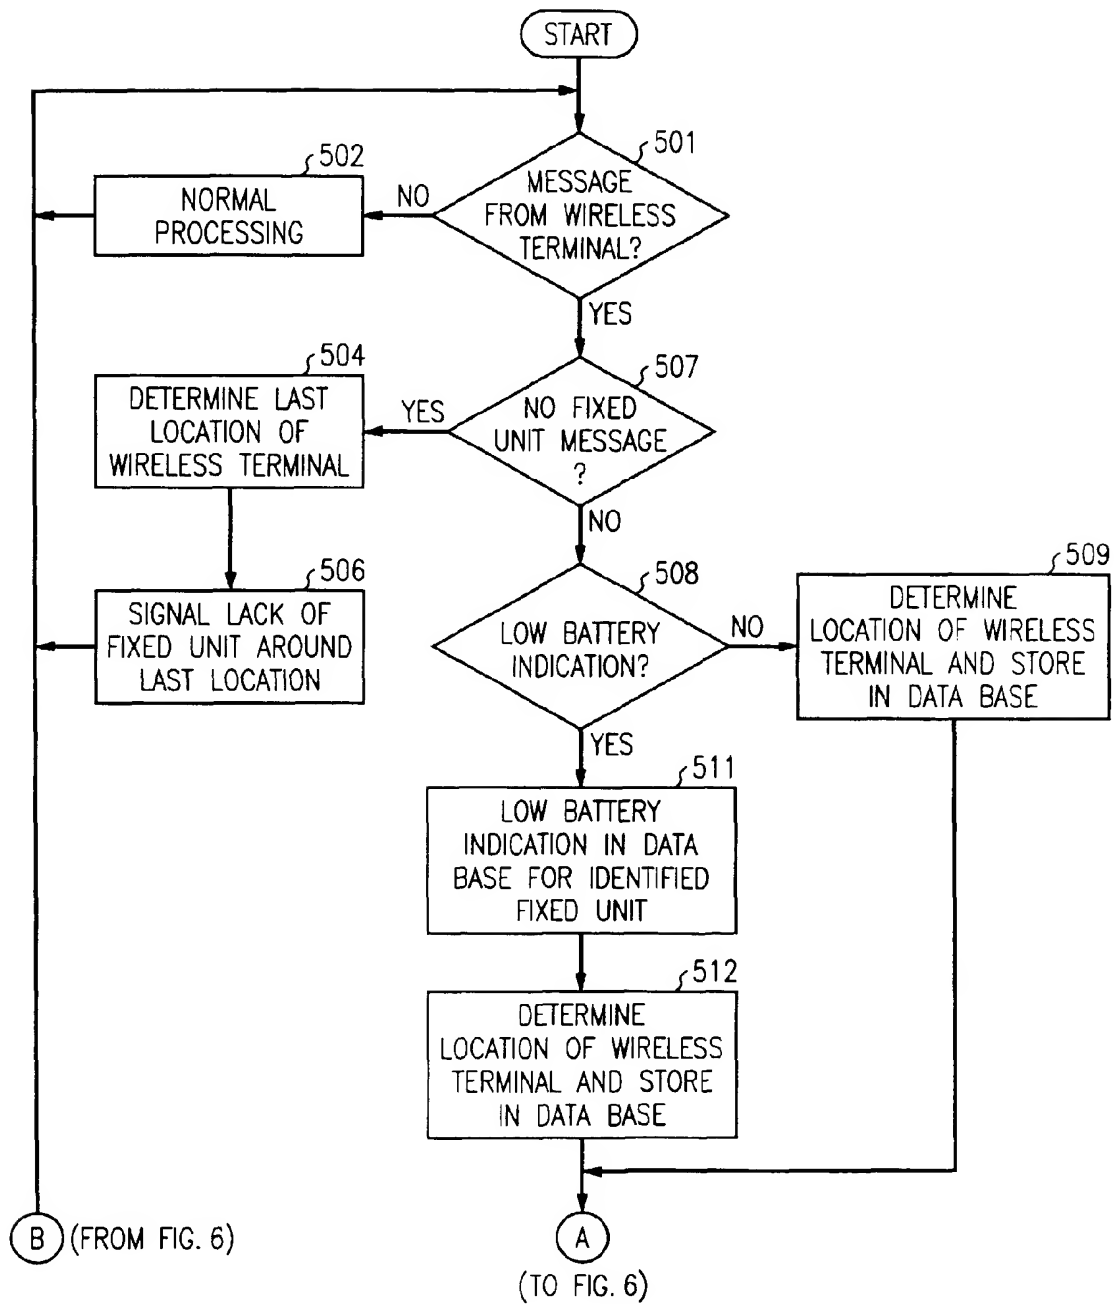 START
501
MESSAGE
FROM WIRELESS
TERMINAL?
NO
502
NORMAL
PROCESSING
YES
507
NO FIXED
UNIT MESSAGE
?
YES
504
DETERMINE LAST
LOCATION OF
WIRELESS TERMINAL
506
SIGNAL LACK OF
FIXED UNIT AROUND
LAST LOCATION
NO
508
LOW BATTERY
INDICATION?
NO
509
DETERMINE
LOCATION OF WIRELESS
TERMINAL AND STORE
IN DATA BASE
YES
511
LOW BATTERY
INDICATION IN DATA
BASE FOR IDENTIFIED
FIXED UNIT
512
DETERMINE
LOCATION OF WIRELESS
TERMINAL AND STORE
IN DATA BASE
B (FROM FIG. 6)
A
(TO FIG. 6)